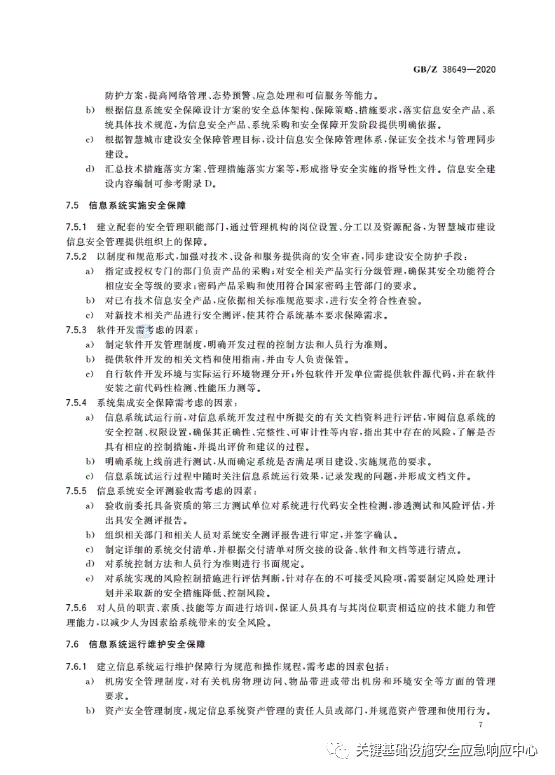 GB/Z 38649—2020
防护方案,提高网络管理、态势预警、应急处理和可信服务等能力。
b) 根据信息系统安全保障设计方案的安全总体架构、保障策略、措施要求,落实信息安全产品、系
统具体技术规范,为信息安全产品、系统采购和安全保障开发阶段提供明确依据。
c) 根据智慧城市建设安全保障管理目标,设计信息安全保障管理体系,保证安全技术与管理同步
建设。
d) 汇总技术措施落实方案、管理措施落实方案等,形成指导安全实施的指导性文件。信息安全建
设内容编制可参考附录 D。
7.5 信息系统实施安全保障
7.5.1 建立配套的安全管理职能部门,通过管理机构的岗位设置、分工以及资源配备,为智慧城市建设
信息安全管理提供组织上的保障。
7.5.2 以制度和规范形式,加强对技术、设备和服务提供商的安全审查,同步建设安全防护手段:
a) 指定或授权专门的部门负责产品的采购;对安全相关产品实行分级管理,确保其安全功能符合
相应安全等级的要求;密码产品采购和使用符合国家密码主管部门的要求。
b) 对已有技术信息安全产品,应依据相关标准规范要求,进行安全符合性查验。
c) 对新技术相关产品进行安全测评,使其符合系统基本要求保障需求。
7.5.3 软件开发需考虑的因素:
a) 制定软件开发管理制度,明确开发过程的控制方法和人员行为准则。
b) 提供软件开发的相关文档和使用指南,并由专人负责保管。
c) 自行软件开发环境与实际运行环境物理分开;外包软件开发单位需提供软件源代码,并在软件
安装之前代码性检测、性能压力测等。
7.5.4 系统集成安全保障需考虑的因素:
a) 信息系统试运行前,对信息系统开发过程中所提交的有关文档资料进行评估,审阅信息系统的
安全控制、权限设置,确保其正确性、完整性、可审计性等内容,指出其中存在的风险,了解是否
具有相应的控制措施,并提出评价和建议的过程。
b) 明确系统上线前进行测试,从而确定系统是否满足项目建设、实施规范的要求。
c) 信息系统试运行过程中随时关注信息系统运行效果,记录发现的问题,并形成文档文件。
7.5.5 信息系统安全评测验收需考虑的因素:
a) 验收前委托具备资质的第三方测试单位对系统进行代码安全性检测,渗透测试和风险评估,并
出具安全测评报告。
b) 组织相关部门和相关人员对系统安全测评报告进行审定,并签字确认。
c) 制定详细的系统交付清单,并根据交付清单对所交接的设备、软件和文档等进行清点。
d) 对系统控制方法和人员行为准则进行书面规定。
e) 对系统实现的风险控制措施进行评估判断,针对存在的不可接受风险项,需要制定风险处理计
划并采取新的安全措施降低、控制风险。
7.5.6 对人员的职责、素质、技能等方面进行培训,保证人员具有与其岗位职责相适应的技术能力和管
理能力,以减少人为因素给系统带来的安全风险。
7.6 信息系统运行维护安全保障
7.6.1 建立信息系统运行维护保障行为规范和操作规程,需考虑的因素包括:
a) 机房安全管理制度,对有关机房物理访问、物品带进或带出机房和环境安全等方面的管理
要求。
b) 资产安全管理制度,规定信息系统资产管理的责任人员或部门,并规范资产管理和使用行为。
7
关键基础设施安全应急响应中心